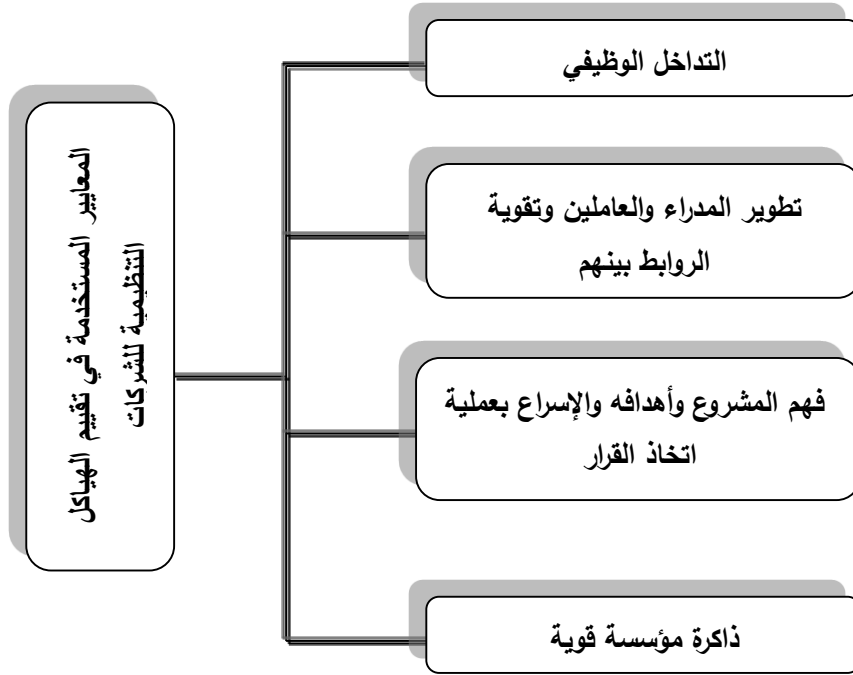 المعايير المستخدمة في تقييم الهياكل
التنظيمية للشركات
التداخل الوظيفي
تطوير المدراء والعاملين وتقوية
الروابط بينهم
فهم المشروع وأهدافه والإسراع بعملية
اتخاذ القرار
ذاكرة مؤسسة قوية